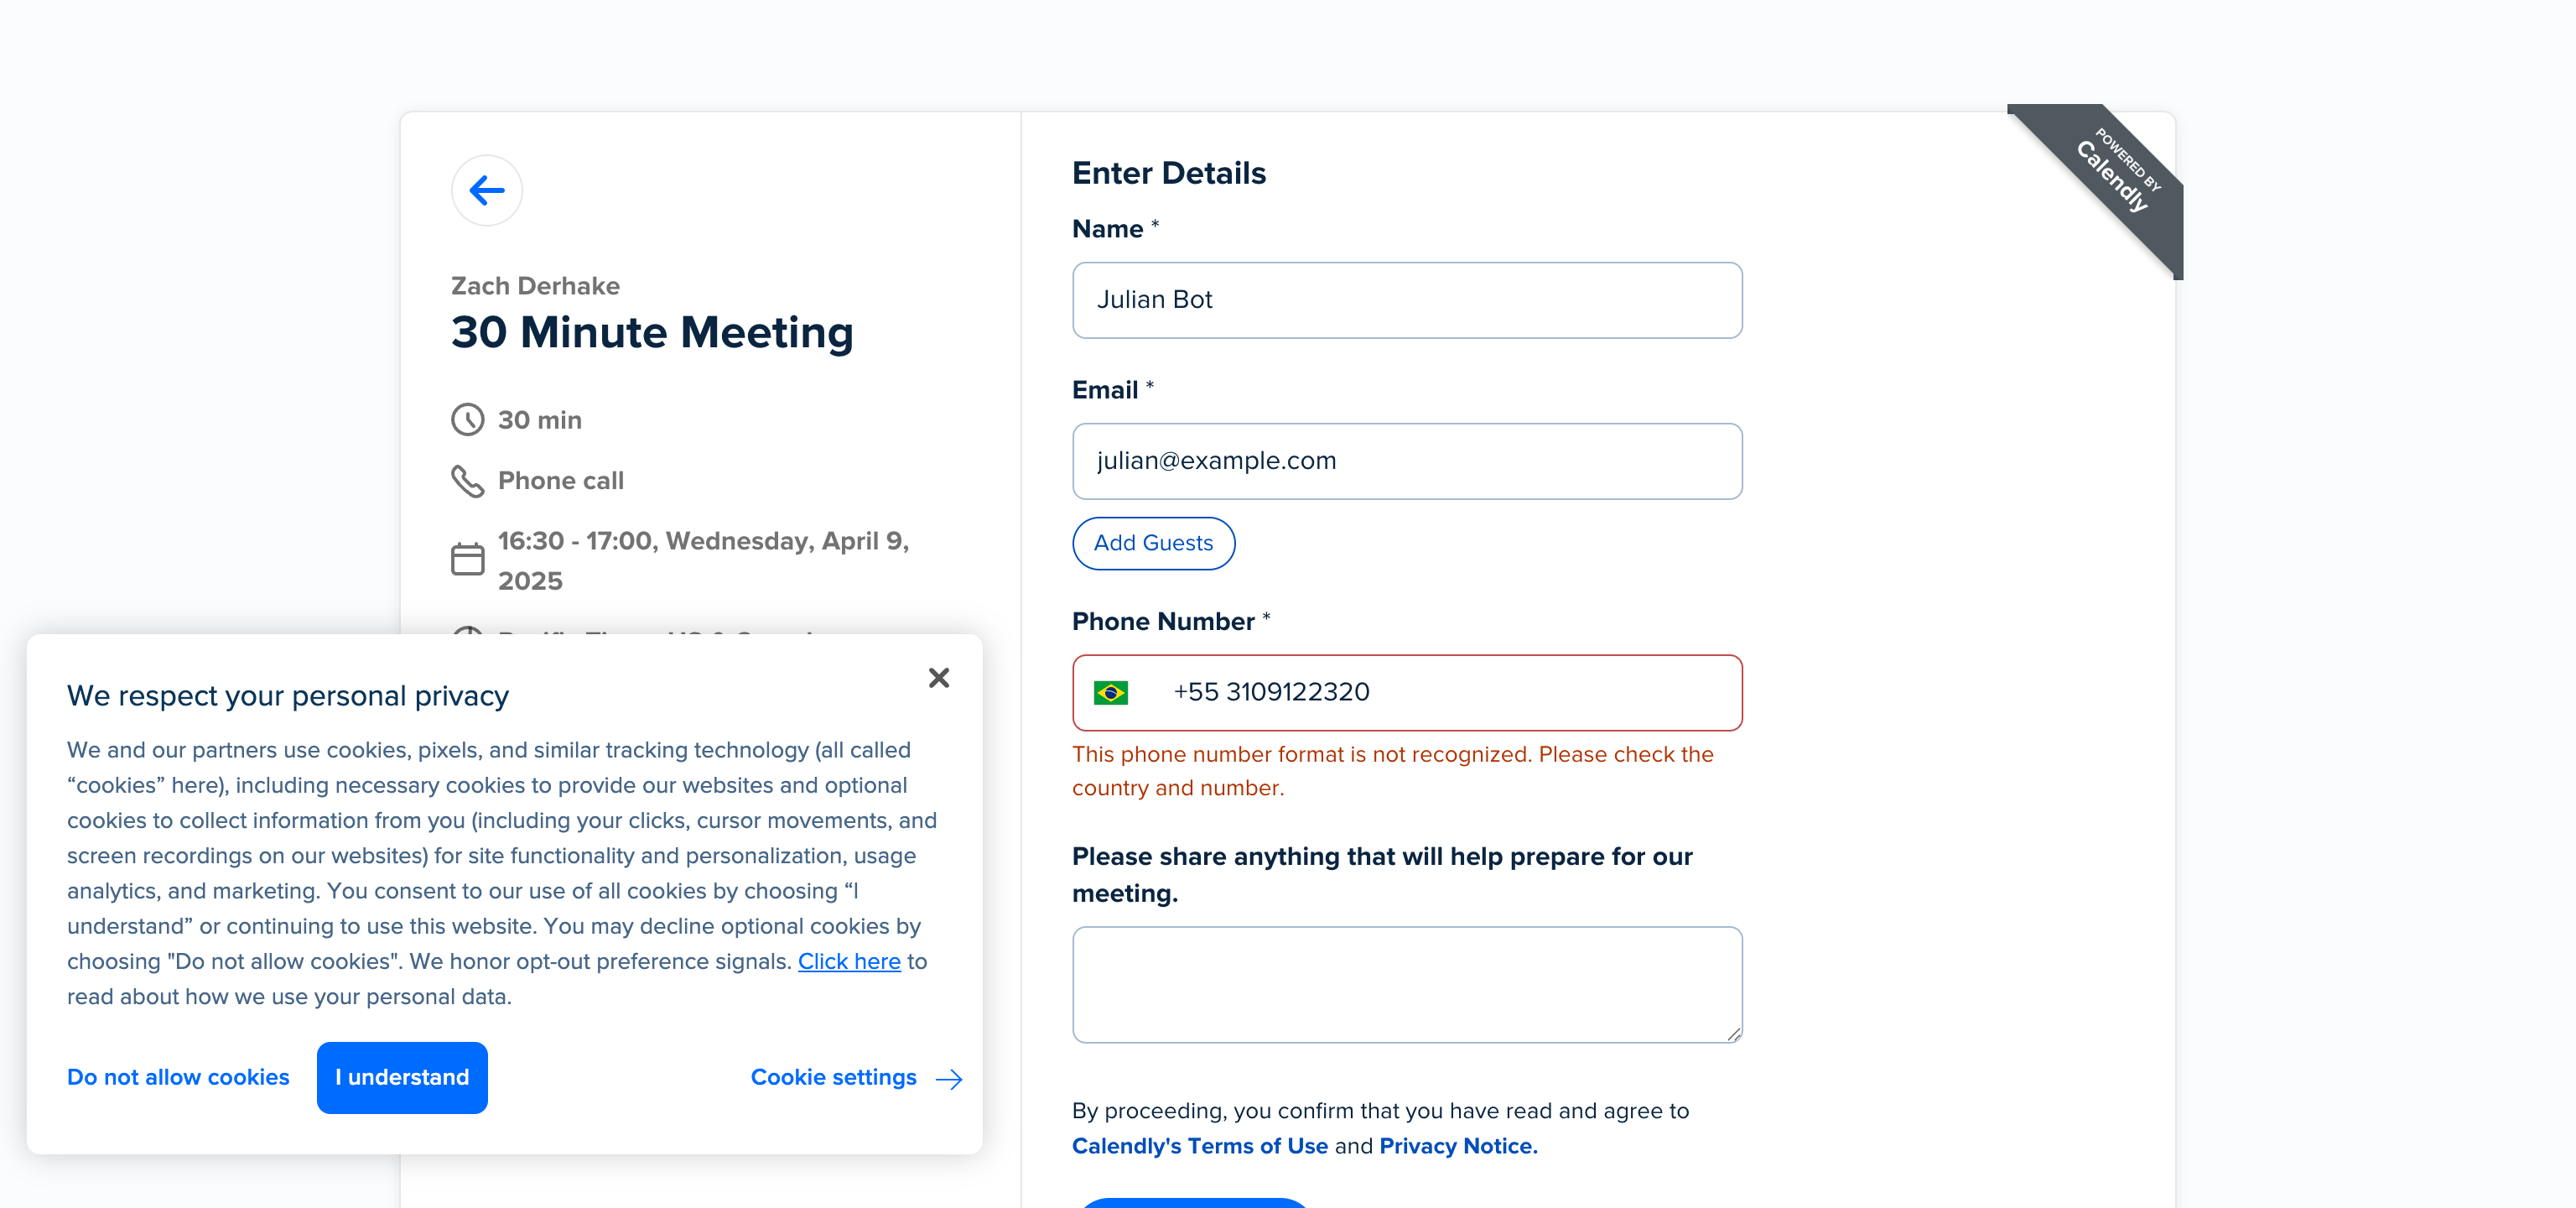 POWERED BY
Calendly
Zach Derhake
30 Minute Meeting
30 min
Phone call
16:30 - 17:00, Wednesday, April 9,
2025
Enter Details
Name *
Julian Bot
Email *
julian@example.com
Add Guests
Phone Number *
+55 3109122320
This phone number format is not recognized. Please check the
country and number.
Please share anything that will help prepare for our
meeting.
By proceeding, you confirm that you have read and agree to
Calendly's Terms of Use and Privacy Notice.
We respect your personal privacy
We and our partners use cookies, pixels, and similar tracking technology (all called
“cookies” here), including necessary cookies to provide our websites and optional
cookies to collect information from you (including your clicks, cursor movements, and
screen recordings on our websites) for site functionality and personalization, usage
analytics, and marketing. You consent to our use of all cookies by choosing “I
understand” or continuing to use this website. You may decline optional cookies by
choosing "Do not allow cookies". We honor opt-out preference signals. Click here to
read about how we use your personal data.
Do not allow cookies
I understand
Cookie settings